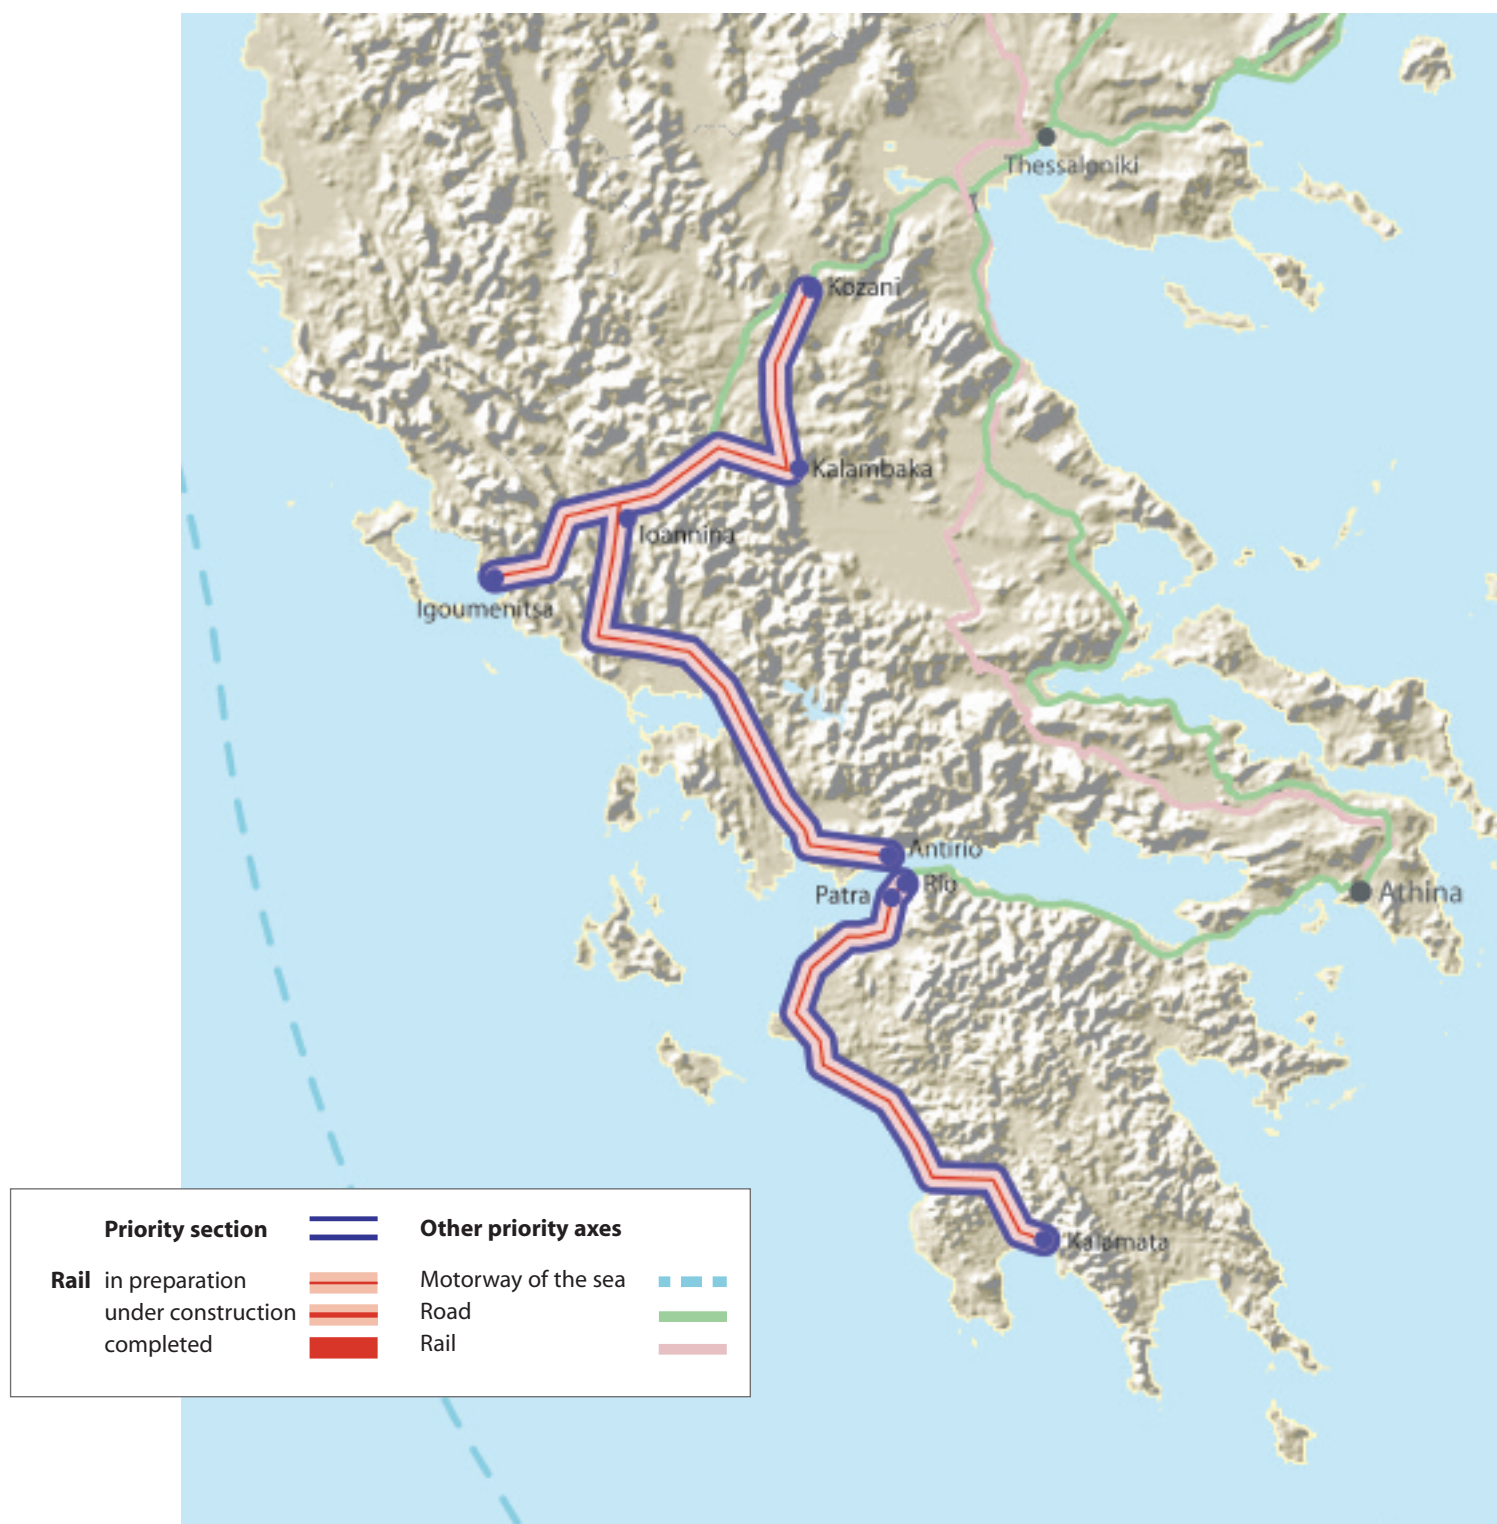 Thessaloniki
Kozani
Kalambaka
Ioannina
Igoumenitsa
Antirio
Rio
Patra
Athina
Kalamata
Priority section
Other priority axes
Rail in preparation
Motorway of the sea
under construction
Road
completed
Rail